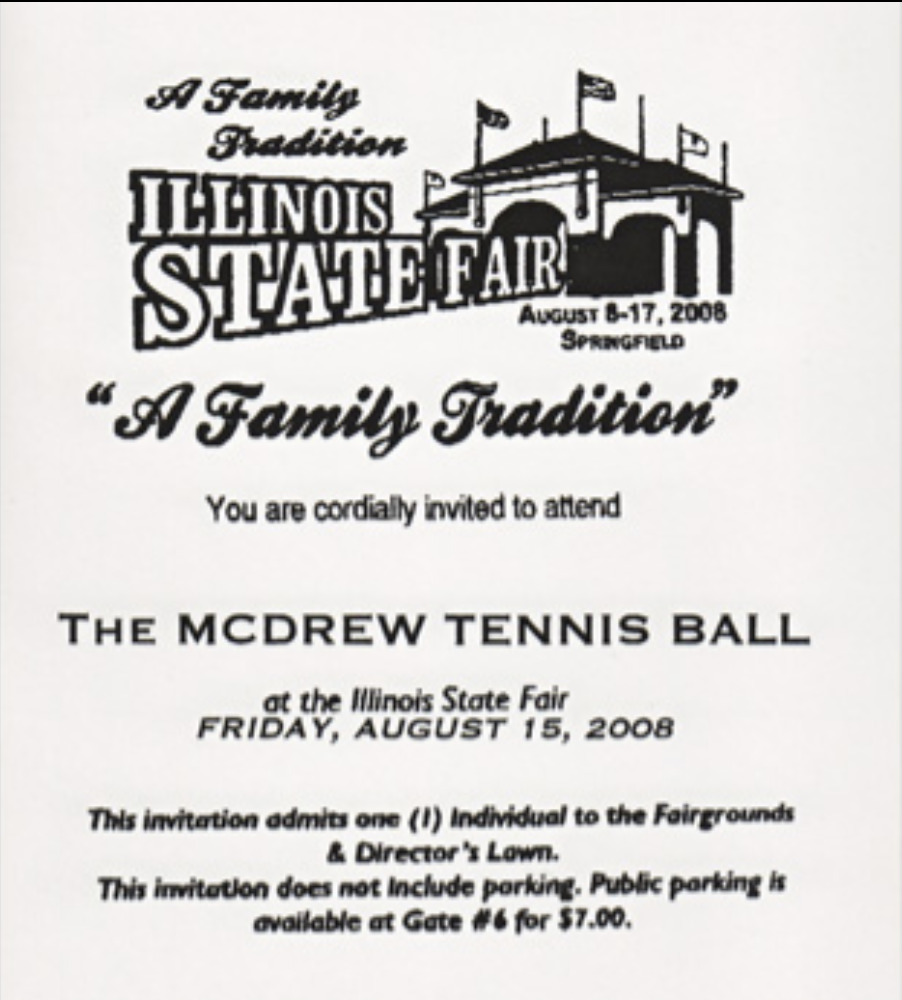 A Family
Tradition
ILLINOIS
STATE FAIR
AUGUST 8-17, 2008
SPRINGFIELD
"A Family Tradition"
You are cordially invited to attend
THE MCDREW TENNIS BALL
at the Illinois State Fair
FRIDAY, AUGUST 15, 2008
This invitation admits one (1) Individual to the Fairgrounds
& Director's Lawn.
This invitation does not Include parking. Public parking is
available at Gate #6 for $7.00.